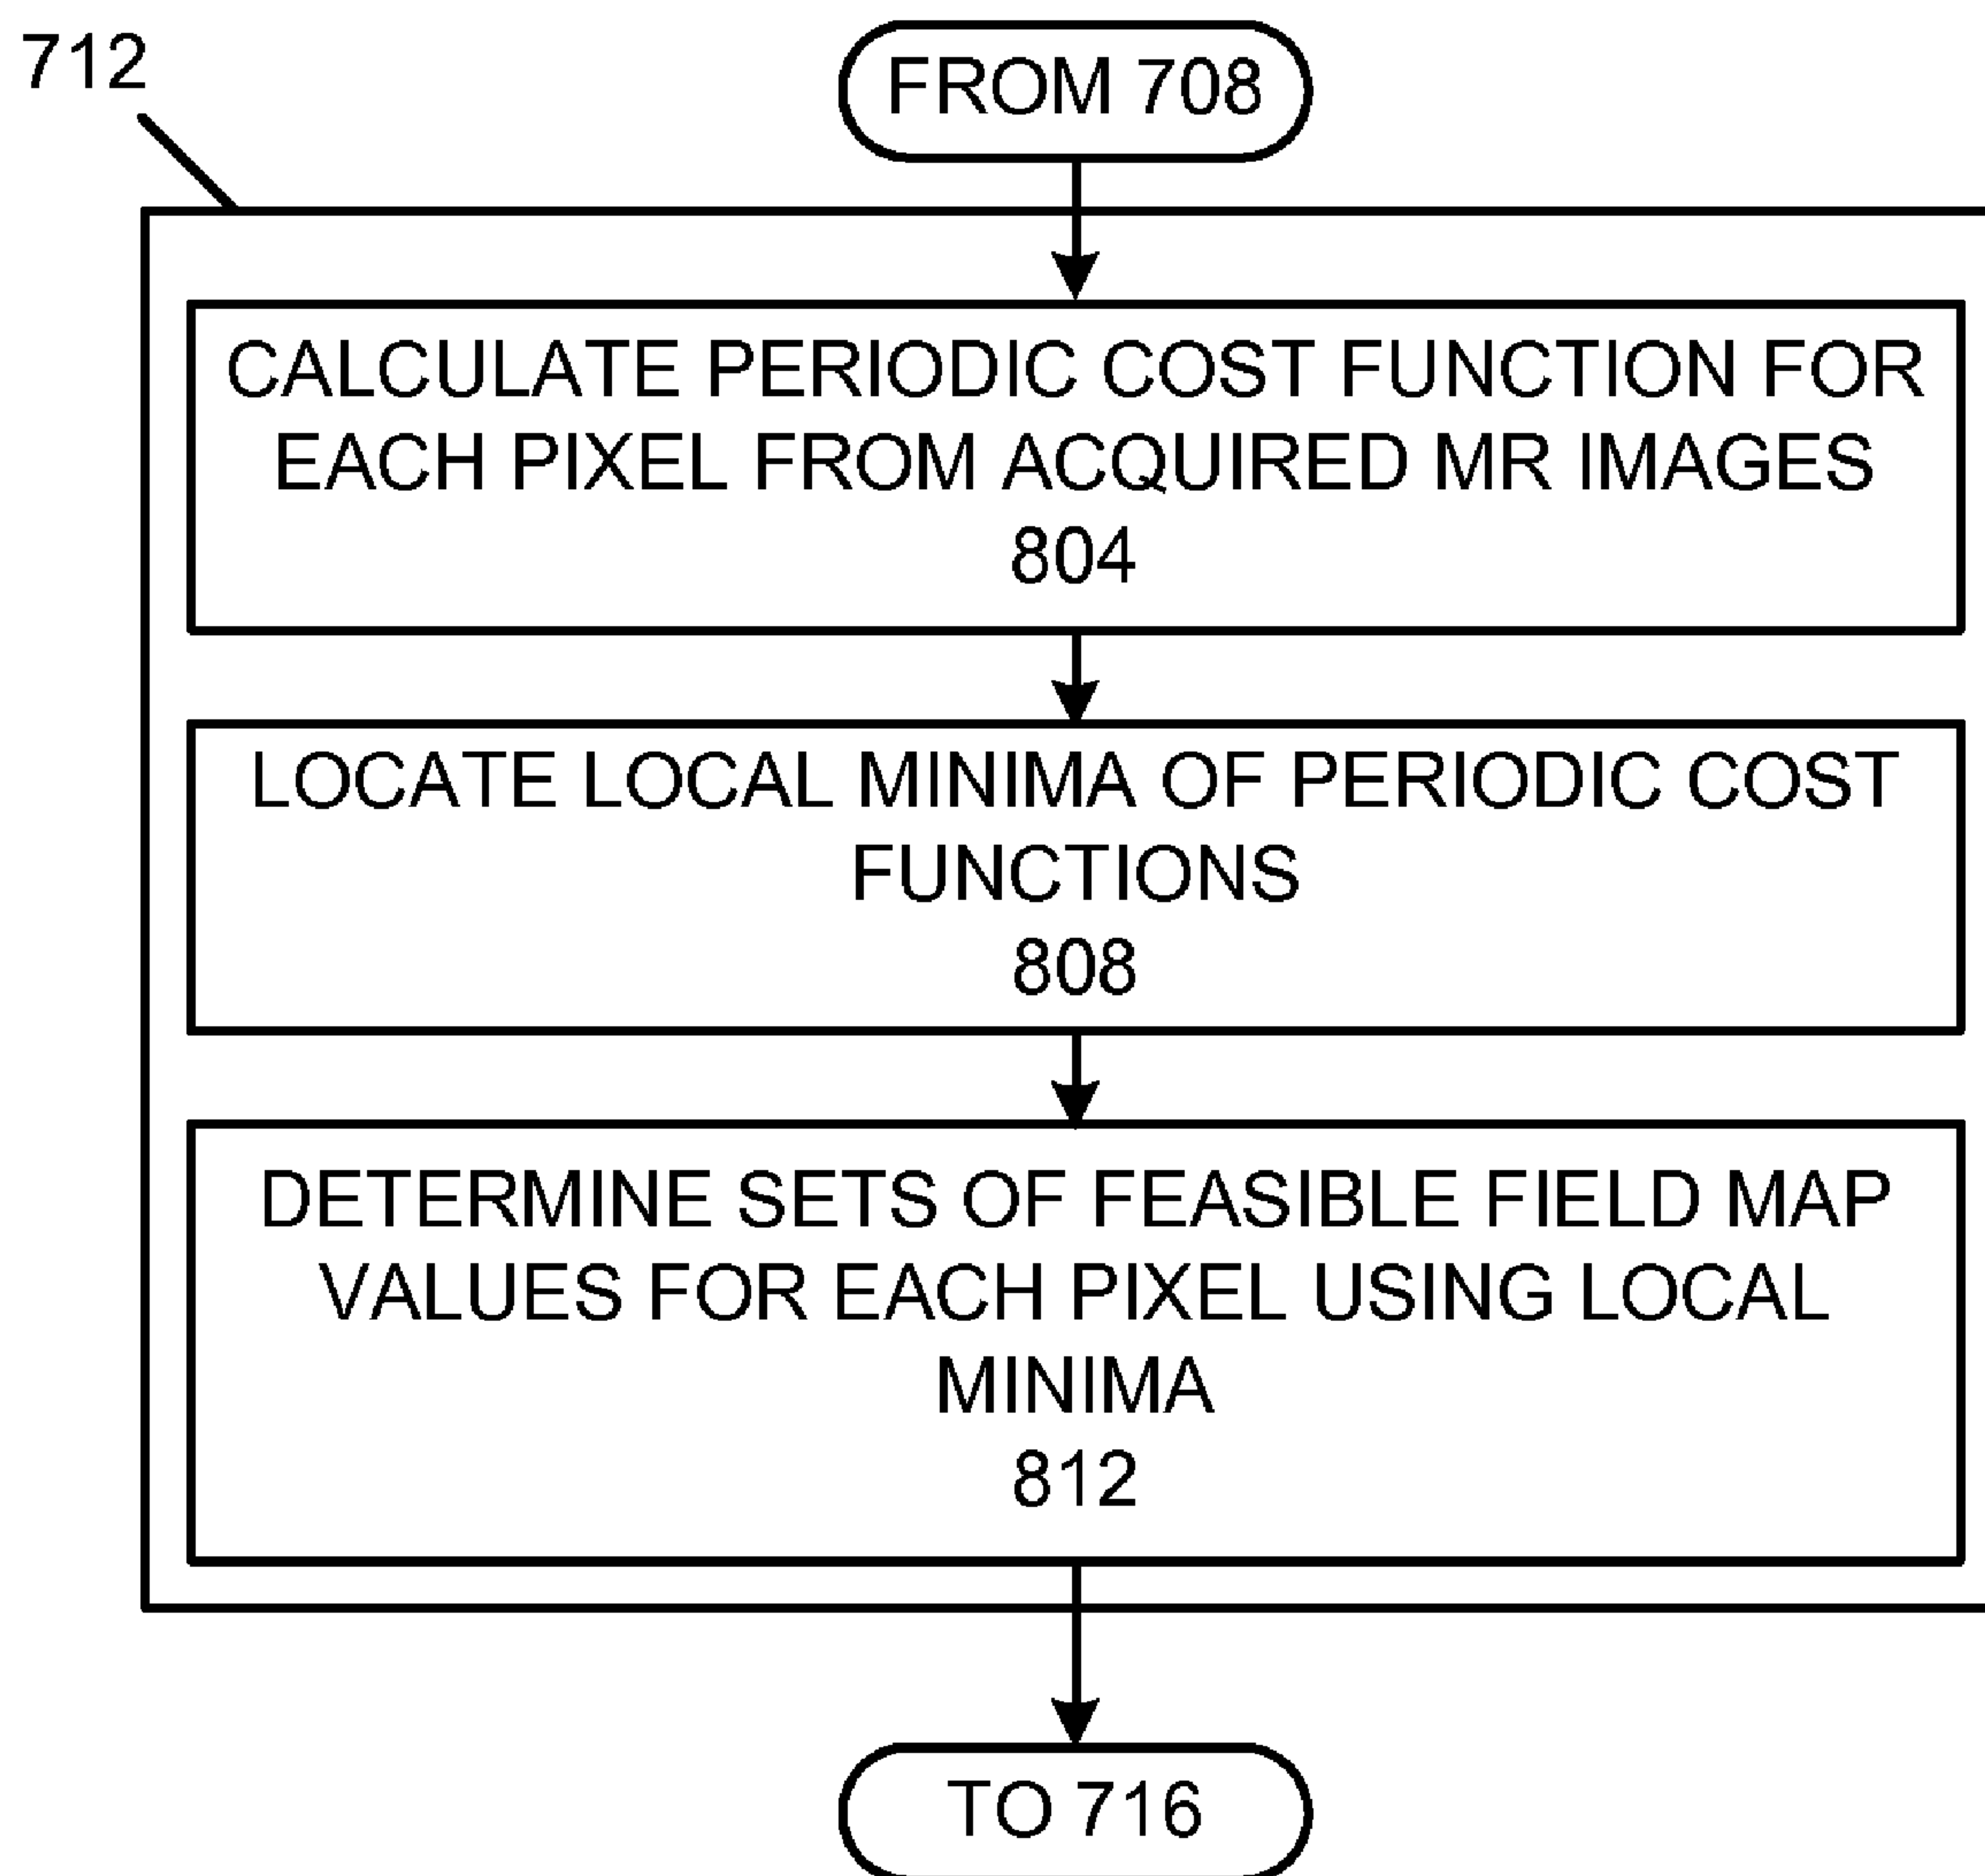 712
FROM 708
CALCULATE PERIODIC COST FUNCTION FOR
EACH PIXEL FROM ACQUIRED MR IMAGES
804
LOCATE LOCAL MINIMA OF PERIODIC COST
FUNCTIONS
808
DETERMINE SETS OF FEASIBLE FIELD MAP
VALUES FOR EACH PIXEL USING LOCAL
MINIMA
812
TO 716